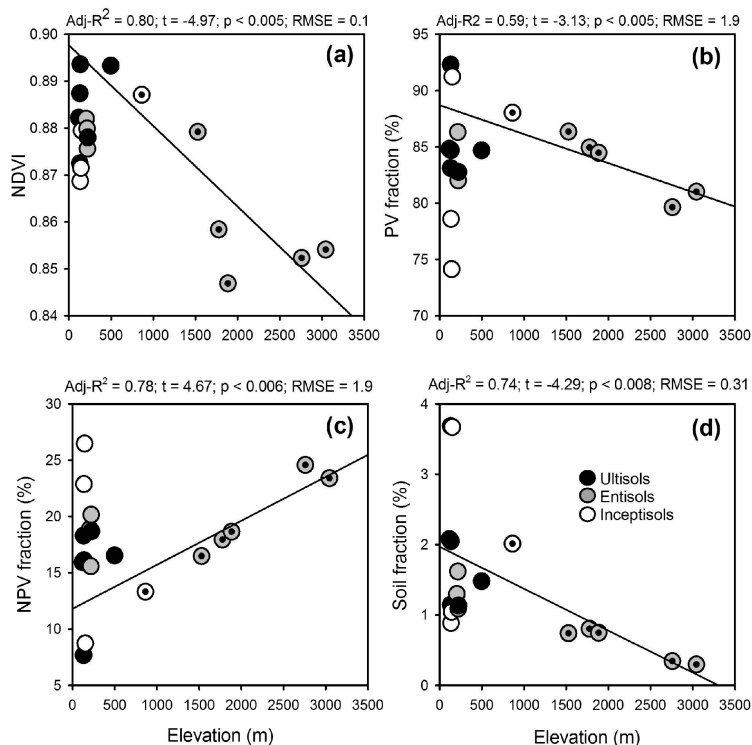 Adj-R² = 0.80; t = -4.97; p < 0.005; RMSE = 0.1
Adj-R2 = 0.59; t = -3.13; p < 0.005; RMSE = 1.9
(a)
0.90
0.89
0.88
0.87
0.86
0.85
0.84
NDVI
0 500 1000 1500 2000 2500 3000 3500
(b)
95
90
85
80
75
70
PV fraction (%)
0 500 1000 1500 2000 2500 3000 3500
Adj-R² = 0.78; t = 4.67; p < 0.006; RMSE = 1.9
Adj-R² = 0.74; t = -4.29; p < 0.008; RMSE = 0.31
(c)
30
25
20
15
10
5
NPV fraction (%)
0 500 1000 1500 2000 2500 3000 3500
Elevation (m)
(d)
4
3
2
1
0
Soil fraction (%)
Ultisols
Entisols
Inceptisols
0 500 1000 1500 2000 2500 3000 3500
Elevation (m)